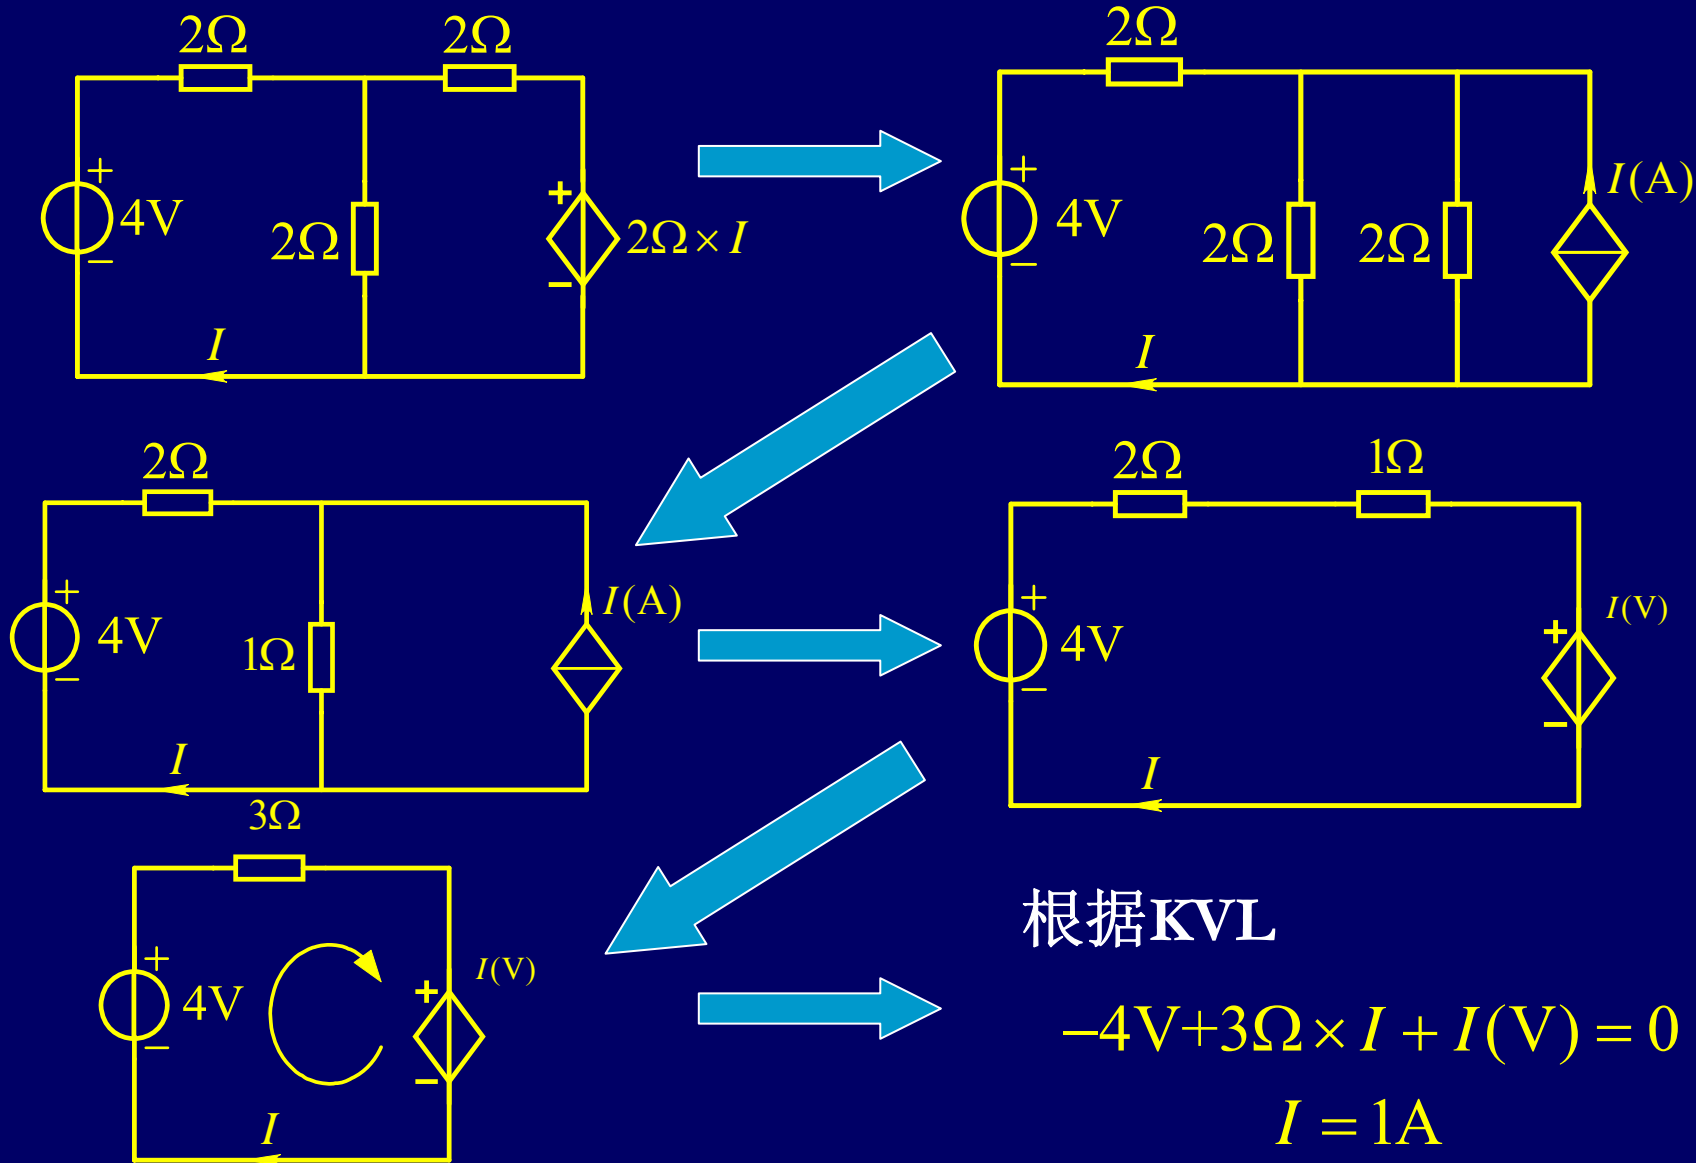 2Ω 2Ω
+ +
4V 2Ω 2Ω × I
− −
I
2Ω
+ I(A)
4V 2Ω 2Ω
−
I
2Ω
+ I(A)
4V 1Ω
−
I
2Ω 1Ω
+ I(V)
4V +
− −
I
3Ω
+ I(V)
4V +
− −
I
根据KVL
−4V+3Ω × I + I(V) = 0
I = 1A